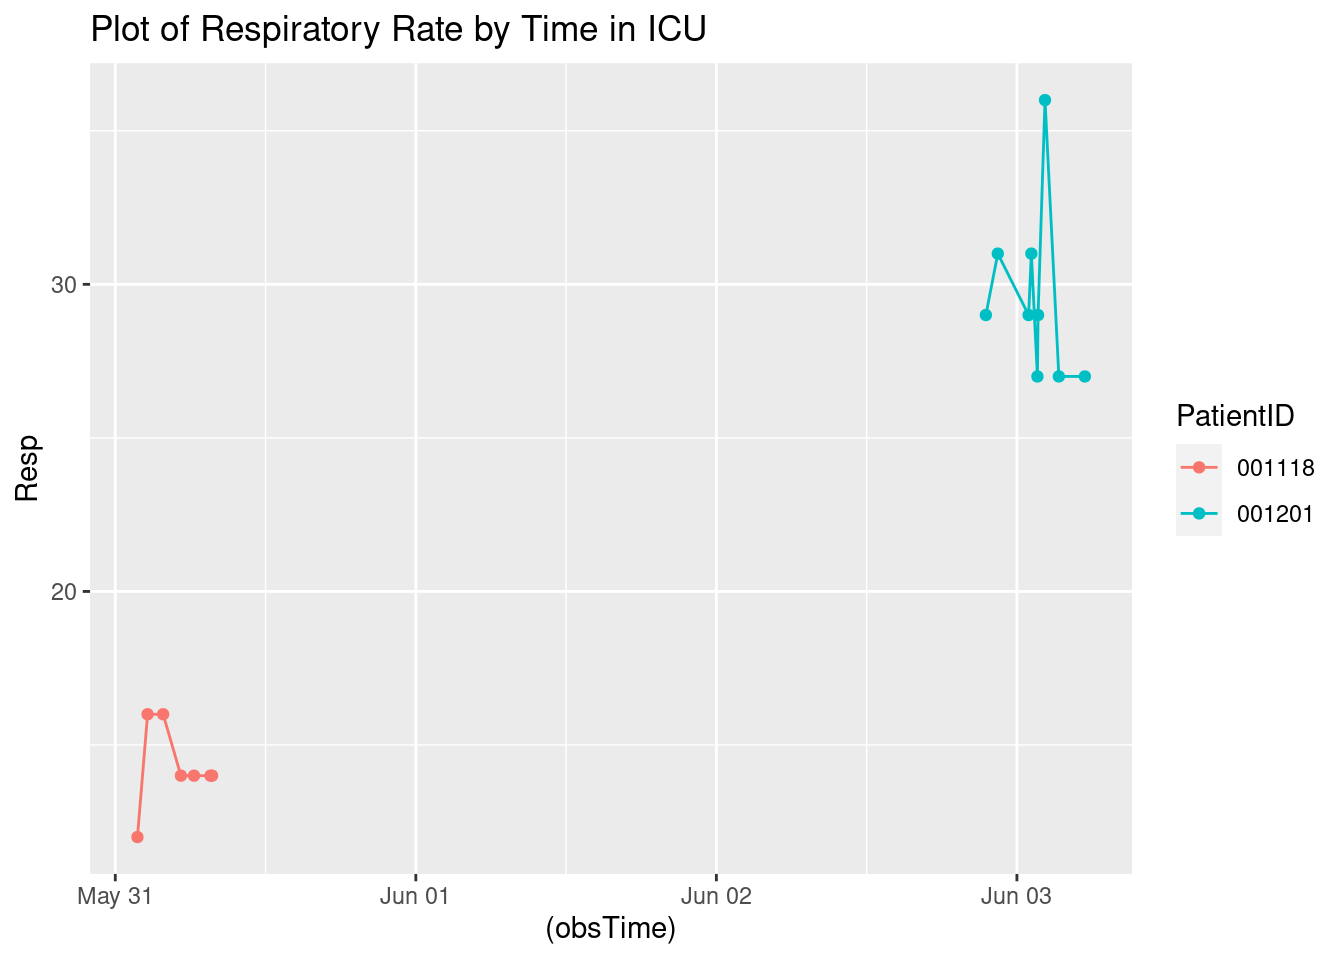 Plot of Respiratory Rate by Time in ICU
Resp
30
20
May 31 Jun 01 Jun 02 Jun 03
(obsTime)
PatientID
001118
001201